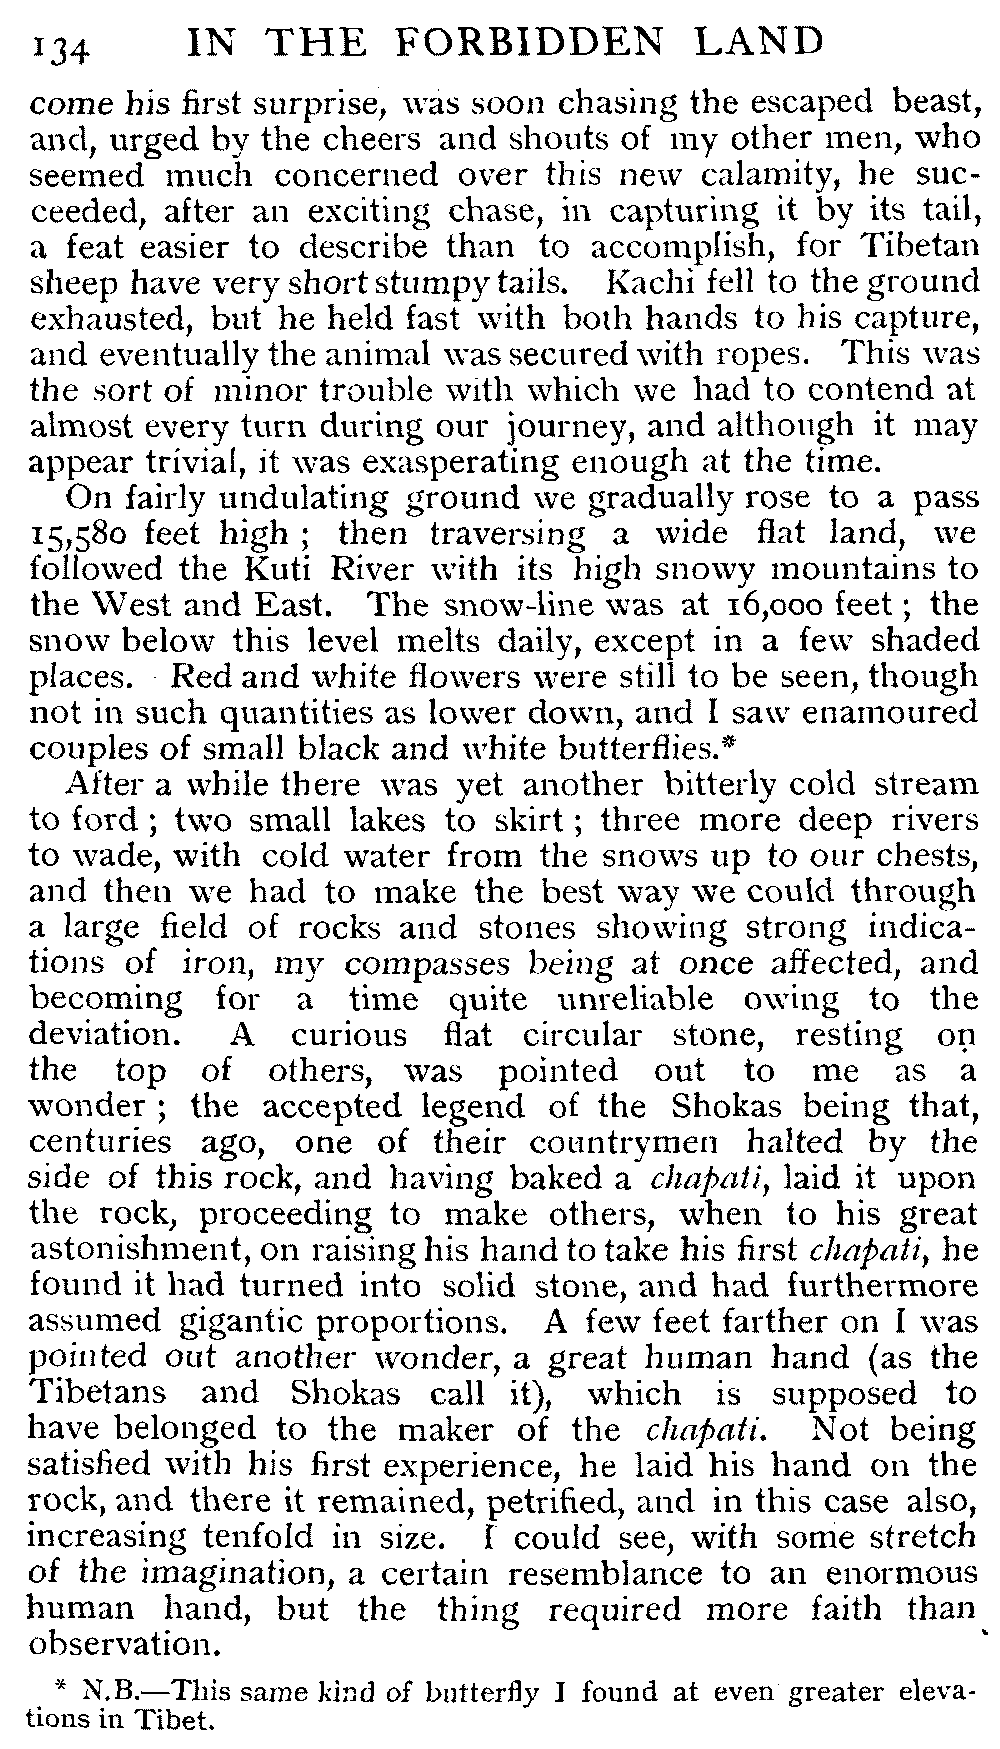 134 IN THE FORBIDDEN LAND
come his first surprise, was soon chasing the escaped beast,
and, urged by the cheers and shouts of my other men, who
seemed much concerned over this new calamity, he suc-
ceeded, after an exciting chase, in capturing it by its tail,
a feat easier to describe than to accomplish, for Tibetan
sheep have very short stumpy tails. Kachi fell to the ground
exhausted, but he held fast with both hands to his capture,
and eventually the animal was secured with ropes. This was
the sort of minor trouble with which we had to contend at
almost every turn during our journey, and although it may
appear trivial, it was exasperating enough at the time.
On fairly undulating ground we gradually rose to a pass
15,580 feet high ; then traversing a wide flat land, we
followed the Kuti River with its high snowy mountains to
the West and East. The snow-line was at 16,000 feet ; the
snow below this level melts daily, except in a few shaded
places. Red and white flowers were still to be seen, though
not in such quantities as lower down, and I saw enamoured
couples of small black and white butterflies.*
After a while there was yet another bitterly cold stream
to ford ; two small lakes to skirt ; three more deep rivers
to wade, with cold water from the snows up to our chests,
and then we had to make the best way we could through
a large field of rocks and stones showing strong indica-
tions of iron, my compasses being at once affected, and
becoming for a time quite unreliable owing to the
deviation. A curious flat circular stone, resting on
the top of others, was pointed out to me as a
wonder ; the accepted legend of the Shokas being that,
centuries ago, one of their countrymen halted by the
side of this rock, and having baked a chapati, laid it upon
the rock, proceeding to make others, when to his great
astonishment, on raising his hand to take his first chapati, he
found it had turned into solid stone, and had furthermore
assumed gigantic proportions. A few feet farther on I was
pointed out another wonder, a great human hand (as the
Tibetans and Shokas call it), which is supposed to
have belonged to the maker of the chapati. Not being
satisfied with his first experience, he laid his hand on the
rock, and there it remained, petrified, and in this case also,
increasing tenfold in size. I could see, with some stretch
of the imagination, a certain resemblance to an enormous
human hand, but the thing required more faith than
observation.
* N.B.—This same kind of butterfly I found at even greater eleva-
tions in Tibet.